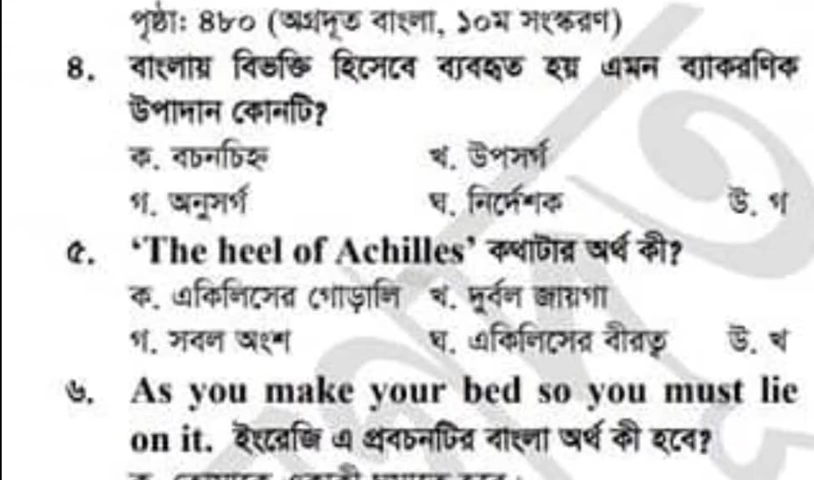 পৃষ্ঠা: ৪৮০ (অগ্রদূত বাংলা, ১০ম সংস্করণ)
৪. বাংলায় বিভক্তি হিসেবে ব্যবহৃত হয় এমন ব্যাকরণিক
উপাদান কোনটি?
ক. বচনচিহ্ন খ. উপসর্গ
গ. অনুসর্গ ঘ. নির্দেশক উ. গ
৫. ‘The heel of Achilles’ কথাটার অর্থ কী?
ক. একিলিসের গোড়ালি খ. দুর্বল জায়গা
গ. সবল অংশ ঘ. একিলিসের বীরত্ব উ. খ
৬. As you make your bed so you must lie
on it. ইংরেজি এ প্রবচনটির বাংলা অর্থ কী হবে?